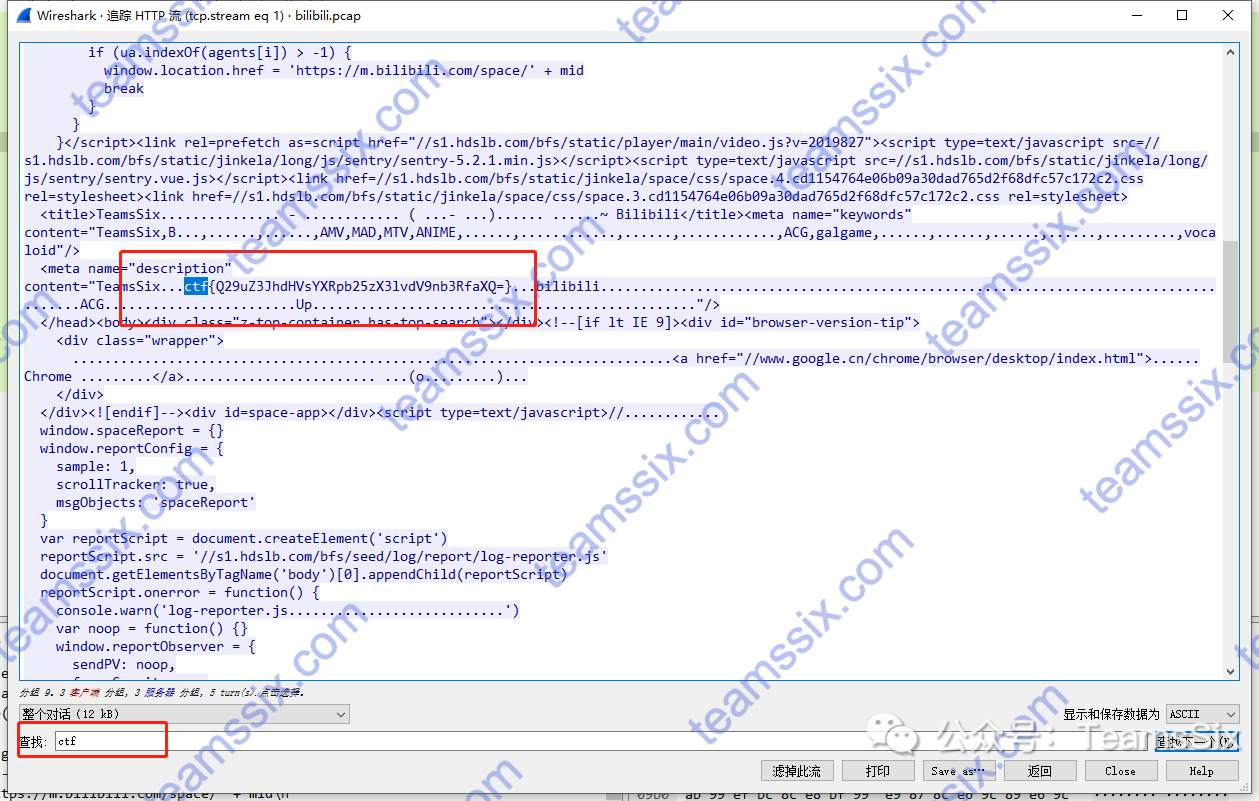 Wireshark · 追踪 HTTP 流 (tcp.stream eq 1) · bilibili.pcap
if (ua.indexOf(agents[i]) > -1) {
window.location.href = 'https://m.bilibili.com/space/' + mid
break
}
}
}</script><link rel=prefetch as=script href="//s1.hdslb.com/bfs/static/player/main/video.js?v=2019827"><script type=text/javascript src=//
s1.hdslb.com/bfs/static/jinkela/long/js/sentry/sentry-5.2.1.min.js></script><script type=text/javascript src=//s1.hdslb.com/bfs/static/jinkela/long/
js/sentry/sentry.vue.js></script><link href=//s1.hdslb.com/bfs/static/jinkela/space/css/space.4.cd1154764e06b09a30dad765d2f68dfc57c172c2.css
rel=stylesheet><link href=//s1.hdslb.com/bfs/static/jinkela/space/css/space.3.cd1154764e06b09a30dad765d2f68dfc57c172c2.css rel=stylesheet>
<title>TeamsSix............... - ............ ( ...- ...)...... ......~ Bilibili</title><meta name="keywords"
content="TeamsSix,B...,......,......,AMV,MAD,MTV,ANIME,......,......,.........,......,......,............,ACG,galgame,......,......,......,......,......,.........,voca
loid"/>
<meta name="description"
content="TeamsSix...ctf{Q29uZ3JhdHVsYXRpb25zX3lvdV9nb3RfaXQ=}...bilibili...........................................................................
.......ACG........................Up................................................"/>
</head><body><div class="z-top-container has-top-search"></div><!--[if lt IE 9]><div id="browser-version-tip">
<div class="wrapper">
...........................................................................<a href="//www.google.cn/chrome/browser/desktop/index.html">......
Chrome .........</a>........................ ...(o.........)...
</div>
</div><![endif]--><div id=space-app></div><script type=text/javascript>//............
window.spaceReport = {}
window.reportConfig = {
sample: 1,
scrollTracker: true,
msgObjects: 'spaceReport'
}
var reportScript = document.createElement('script')
reportScript.src = '//s1.hdslb.com/bfs/seed/log/report/log-reporter.js'
document.getElementsByTagName('body')[0].appendChild(reportScript)
reportScript.onerror = function() {
console.warn('log-reporter.js...........................')
var noop = function() {}
window.reportObserver = {
sendPV: noop,
分组 9。3 客户端 分组, 3 服务器 分组, 5 turn(s).点击选择。
整个对话 (12 kB)
显示和保存数据为 ASCII
查找: ctf
查找下一个(N)
公众号: TeamsSix
滤掉此流 打印 Save as… 返回 Close Help
teamssix.com